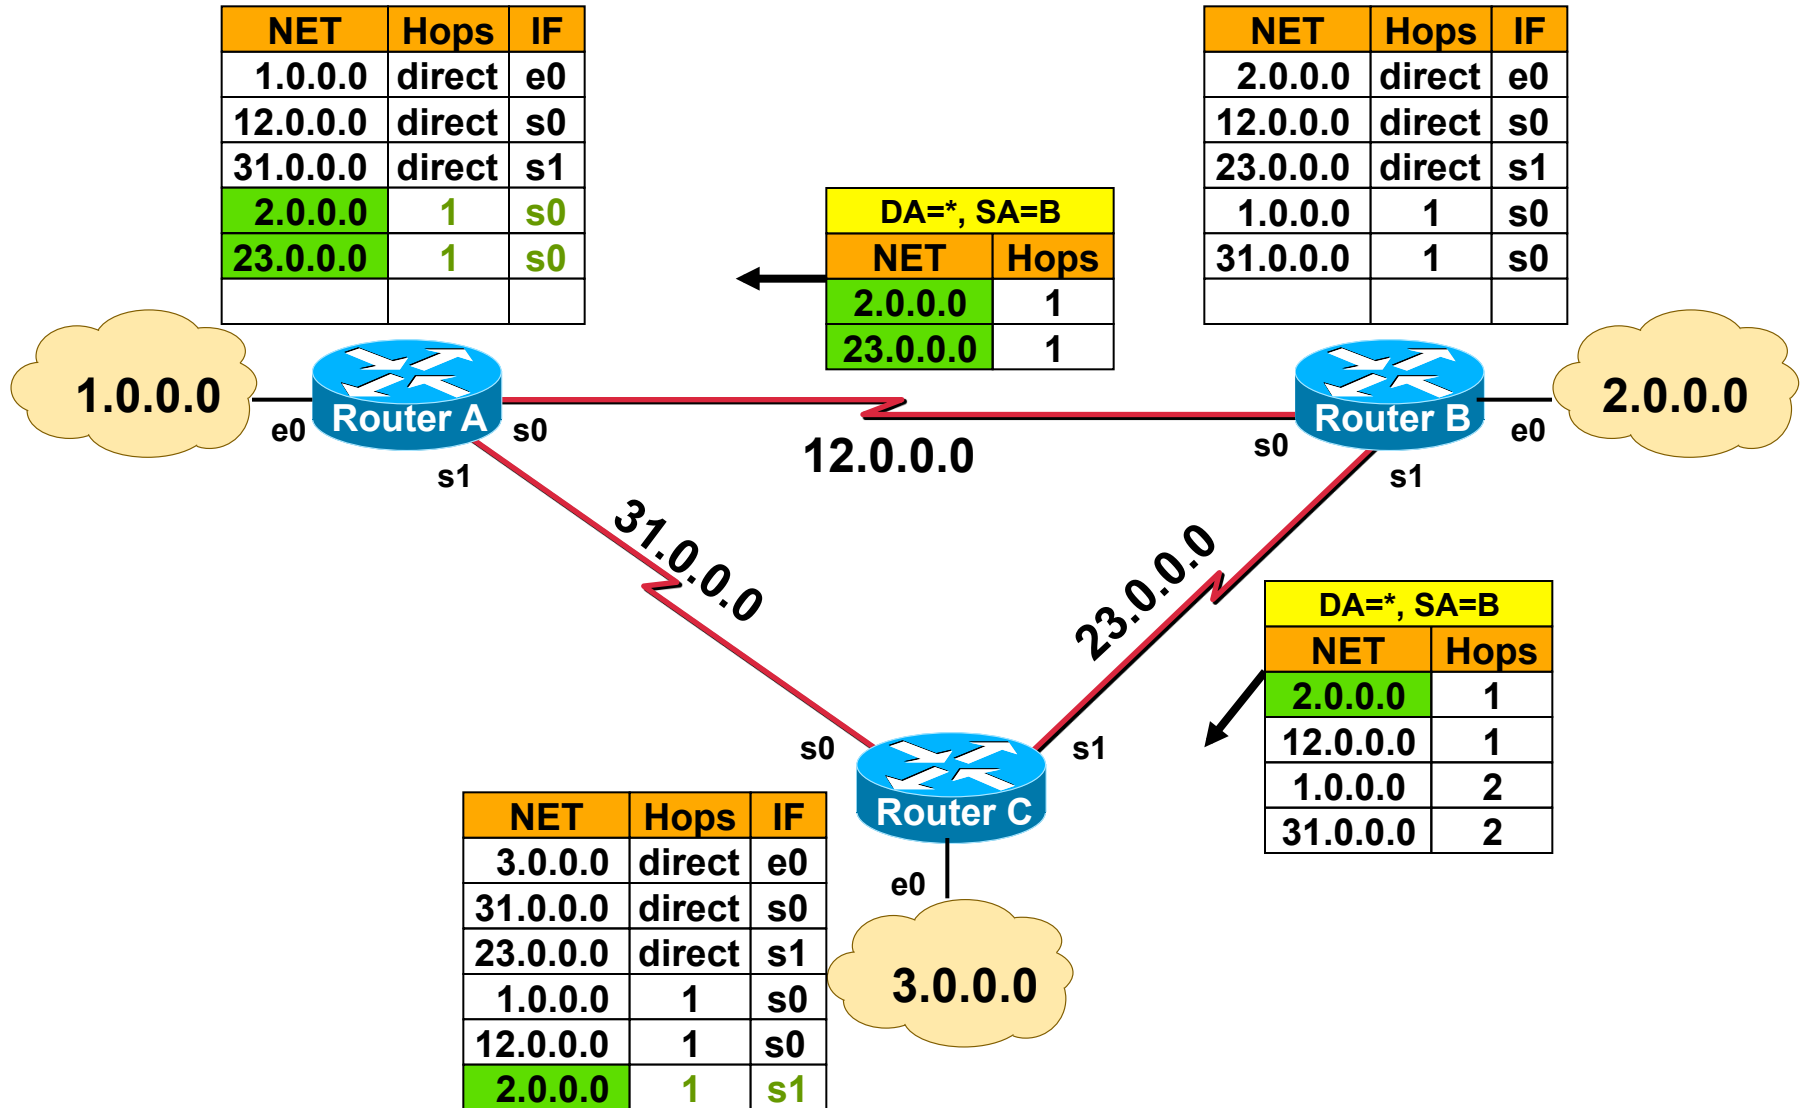 NET Hops IF
1.0.0.0 direct e0
12.0.0.0 direct s0
31.0.0.0 direct s1
2.0.0.0 1 s0
23.0.0.0 1 s0
NET Hops IF
2.0.0.0 direct e0
12.0.0.0 direct s0
23.0.0.0 direct s1
1.0.0.0 1 s0
31.0.0.0 1 s0
DA=*, SA=B
NET Hops
2.0.0.0 1
23.0.0.0 1
1.0.0.0
e0
Router A
s0
s1
12.0.0.0
s0
Router B
e0
s1
2.0.0.0
31.0.0.0
23.0.0.0
DA=*, SA=B
NET Hops
2.0.0.0 1
12.0.0.0 1
1.0.0.0 2
31.0.0.0 2
s0
s1
Router C
e0
3.0.0.0
NET Hops IF
3.0.0.0 direct e0
31.0.0.0 direct s0
23.0.0.0 direct s1
1.0.0.0 1 s0
12.0.0.0 1 s0
2.0.0.0 1 s1